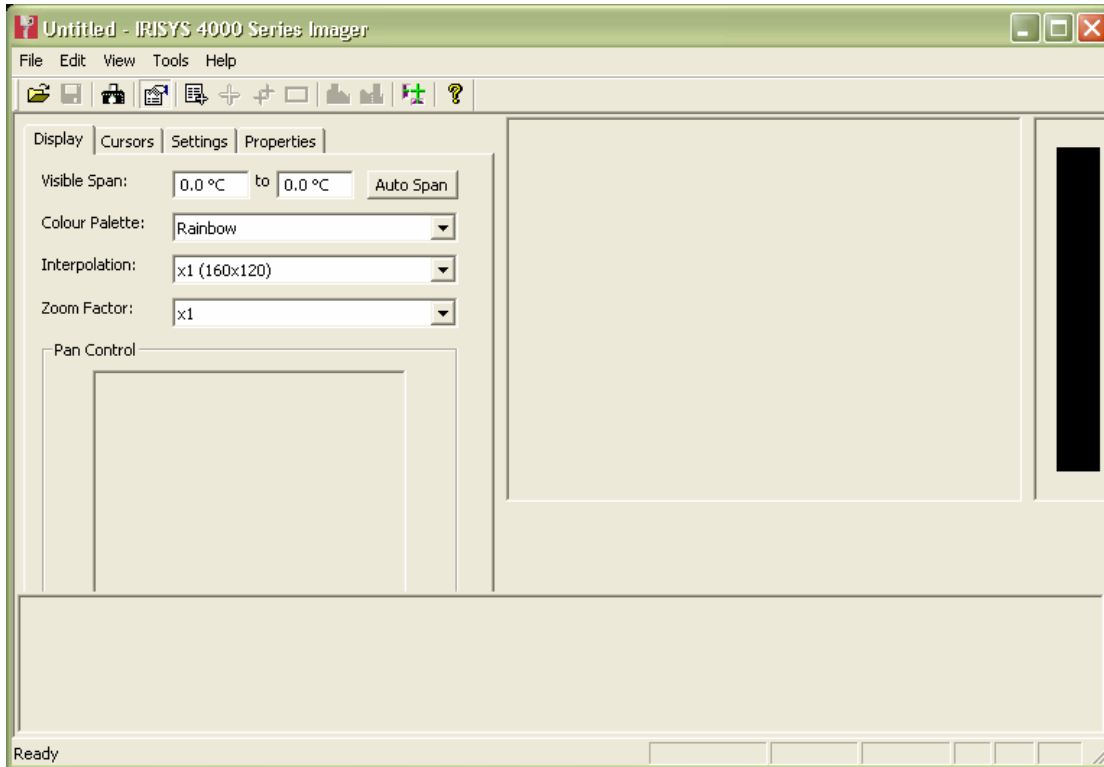 Untitled - IRISYS 4000 Series Imager
File Edit View Tools Help
Display Cursors Settings Properties
Visible Span: 0.0 °C to 0.0 °C Auto Span
Colour Palette: Rainbow
Interpolation: x1 (160x120)
Zoom Factor: x1
Pan Control
Ready